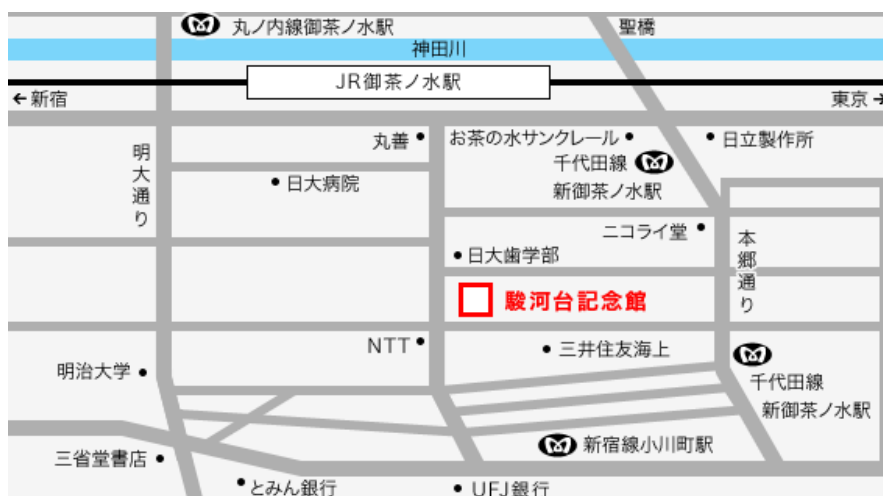 丸ノ内線御茶ノ水駅
聖橋
神田川
JR御茶ノ水駅
←新宿
東京→
明大通り
丸善
お茶の水サンクレール
日立製作所
千代田線
新御茶ノ水駅
日大病院
ニコライ堂
本郷通り
日大歯学部
駿河台記念館
NTT
三井住友海上
明治大学
千代田線
新御茶ノ水駅
新宿線小川町駅
三省堂書店
とみん銀行
UFJ銀行